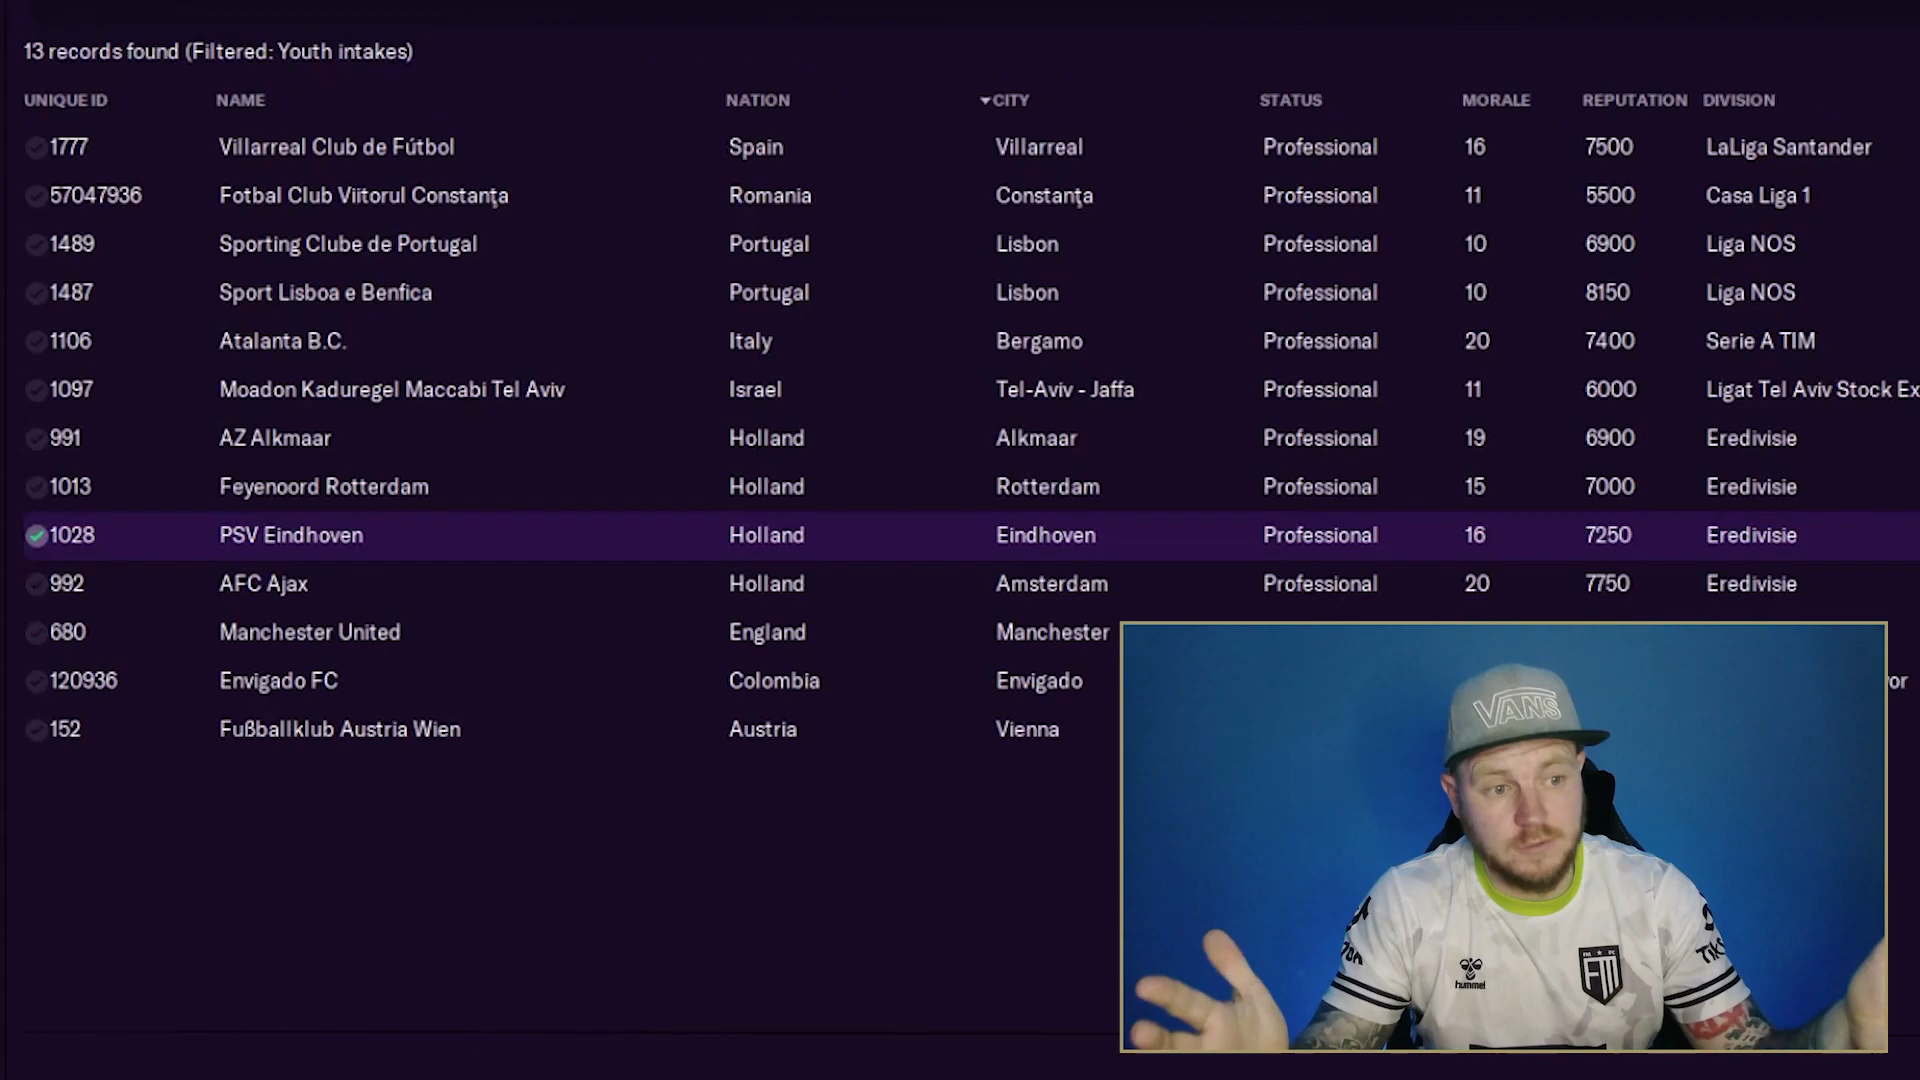 13 records found (Filtered: Youth intakes)
UNIQUE ID NAME NATION CITY STATUS MORALE REPUTATION DIVISION
1777 Villarreal Club de Fútbol Spain Villarreal Professional 16 7500 LaLiga Santander
57047936 Fotbal Club Viitorul Constanţa Romania Constanţa Professional 11 5500 Casa Liga 1
1489 Sporting Clube de Portugal Portugal Lisbon Professional 10 6900 Liga NOS
1487 Sport Lisboa e Benfica Portugal Lisbon Professional 10 8150 Liga NOS
1106 Atalanta B.C. Italy Bergamo Professional 20 7400 Serie A TIM
1097 Moadon Kaduregel Maccabi Tel Aviv Israel Tel-Aviv - Jaffa Professional 11 6000 Ligat Tel Aviv Stock Ex
991 AZ Alkmaar Holland Alkmaar Professional 19 6900 Eredivisie
1013 Feyenoord Rotterdam Holland Rotterdam Professional 15 7000 Eredivisie
1028 PSV Eindhoven Holland Eindhoven Professional 16 7250 Eredivisie
992 AFC Ajax Holland Amsterdam Professional 20 7750 Eredivisie
680 Manchester United England Manchester
120936 Envigado FC Colombia Envigado
152 Fußballklub Austria Wien Austria Vienna
VANS
hummel
FM